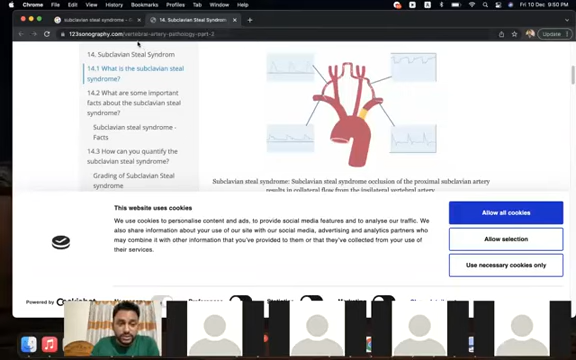 History Bookmarks Profiles Tab Window Help
Fri 10 Dec 9:50 PM
subclavian steal syndrome -
14. Subclavian Steal Syndrom
123sonography.com/vertebral-artery-pathology-part-2
Update
14. Subclavian Steal Syndrom
14.1 What is the subclavian steal
syndrome?
14.2 What are some important
facts about the subclavian steal
syndrome?
Subclavian steal syndrome -
Facts
14.3 How can you quantify the
subclavian steal syndrome?
Grading of Subclavian Steal
syndrome
Subclavian steal syndrome: Subclavian steal syndrome occlusion of the proximal subclavian artery
results in collateral flow from the ipsilateral vertebral artery.
This website uses cookies
We use cookies to personalise content and ads, to provide social media features and to analyse our traffic. We
also share information about your use of our site with our social media, advertising and analytics partners who
may combine it with other information that you've provided to them or that they've collected from your use of
their services.
Allow all cookies
Allow selection
Use necessary cookies only
Powered by Cookiebot